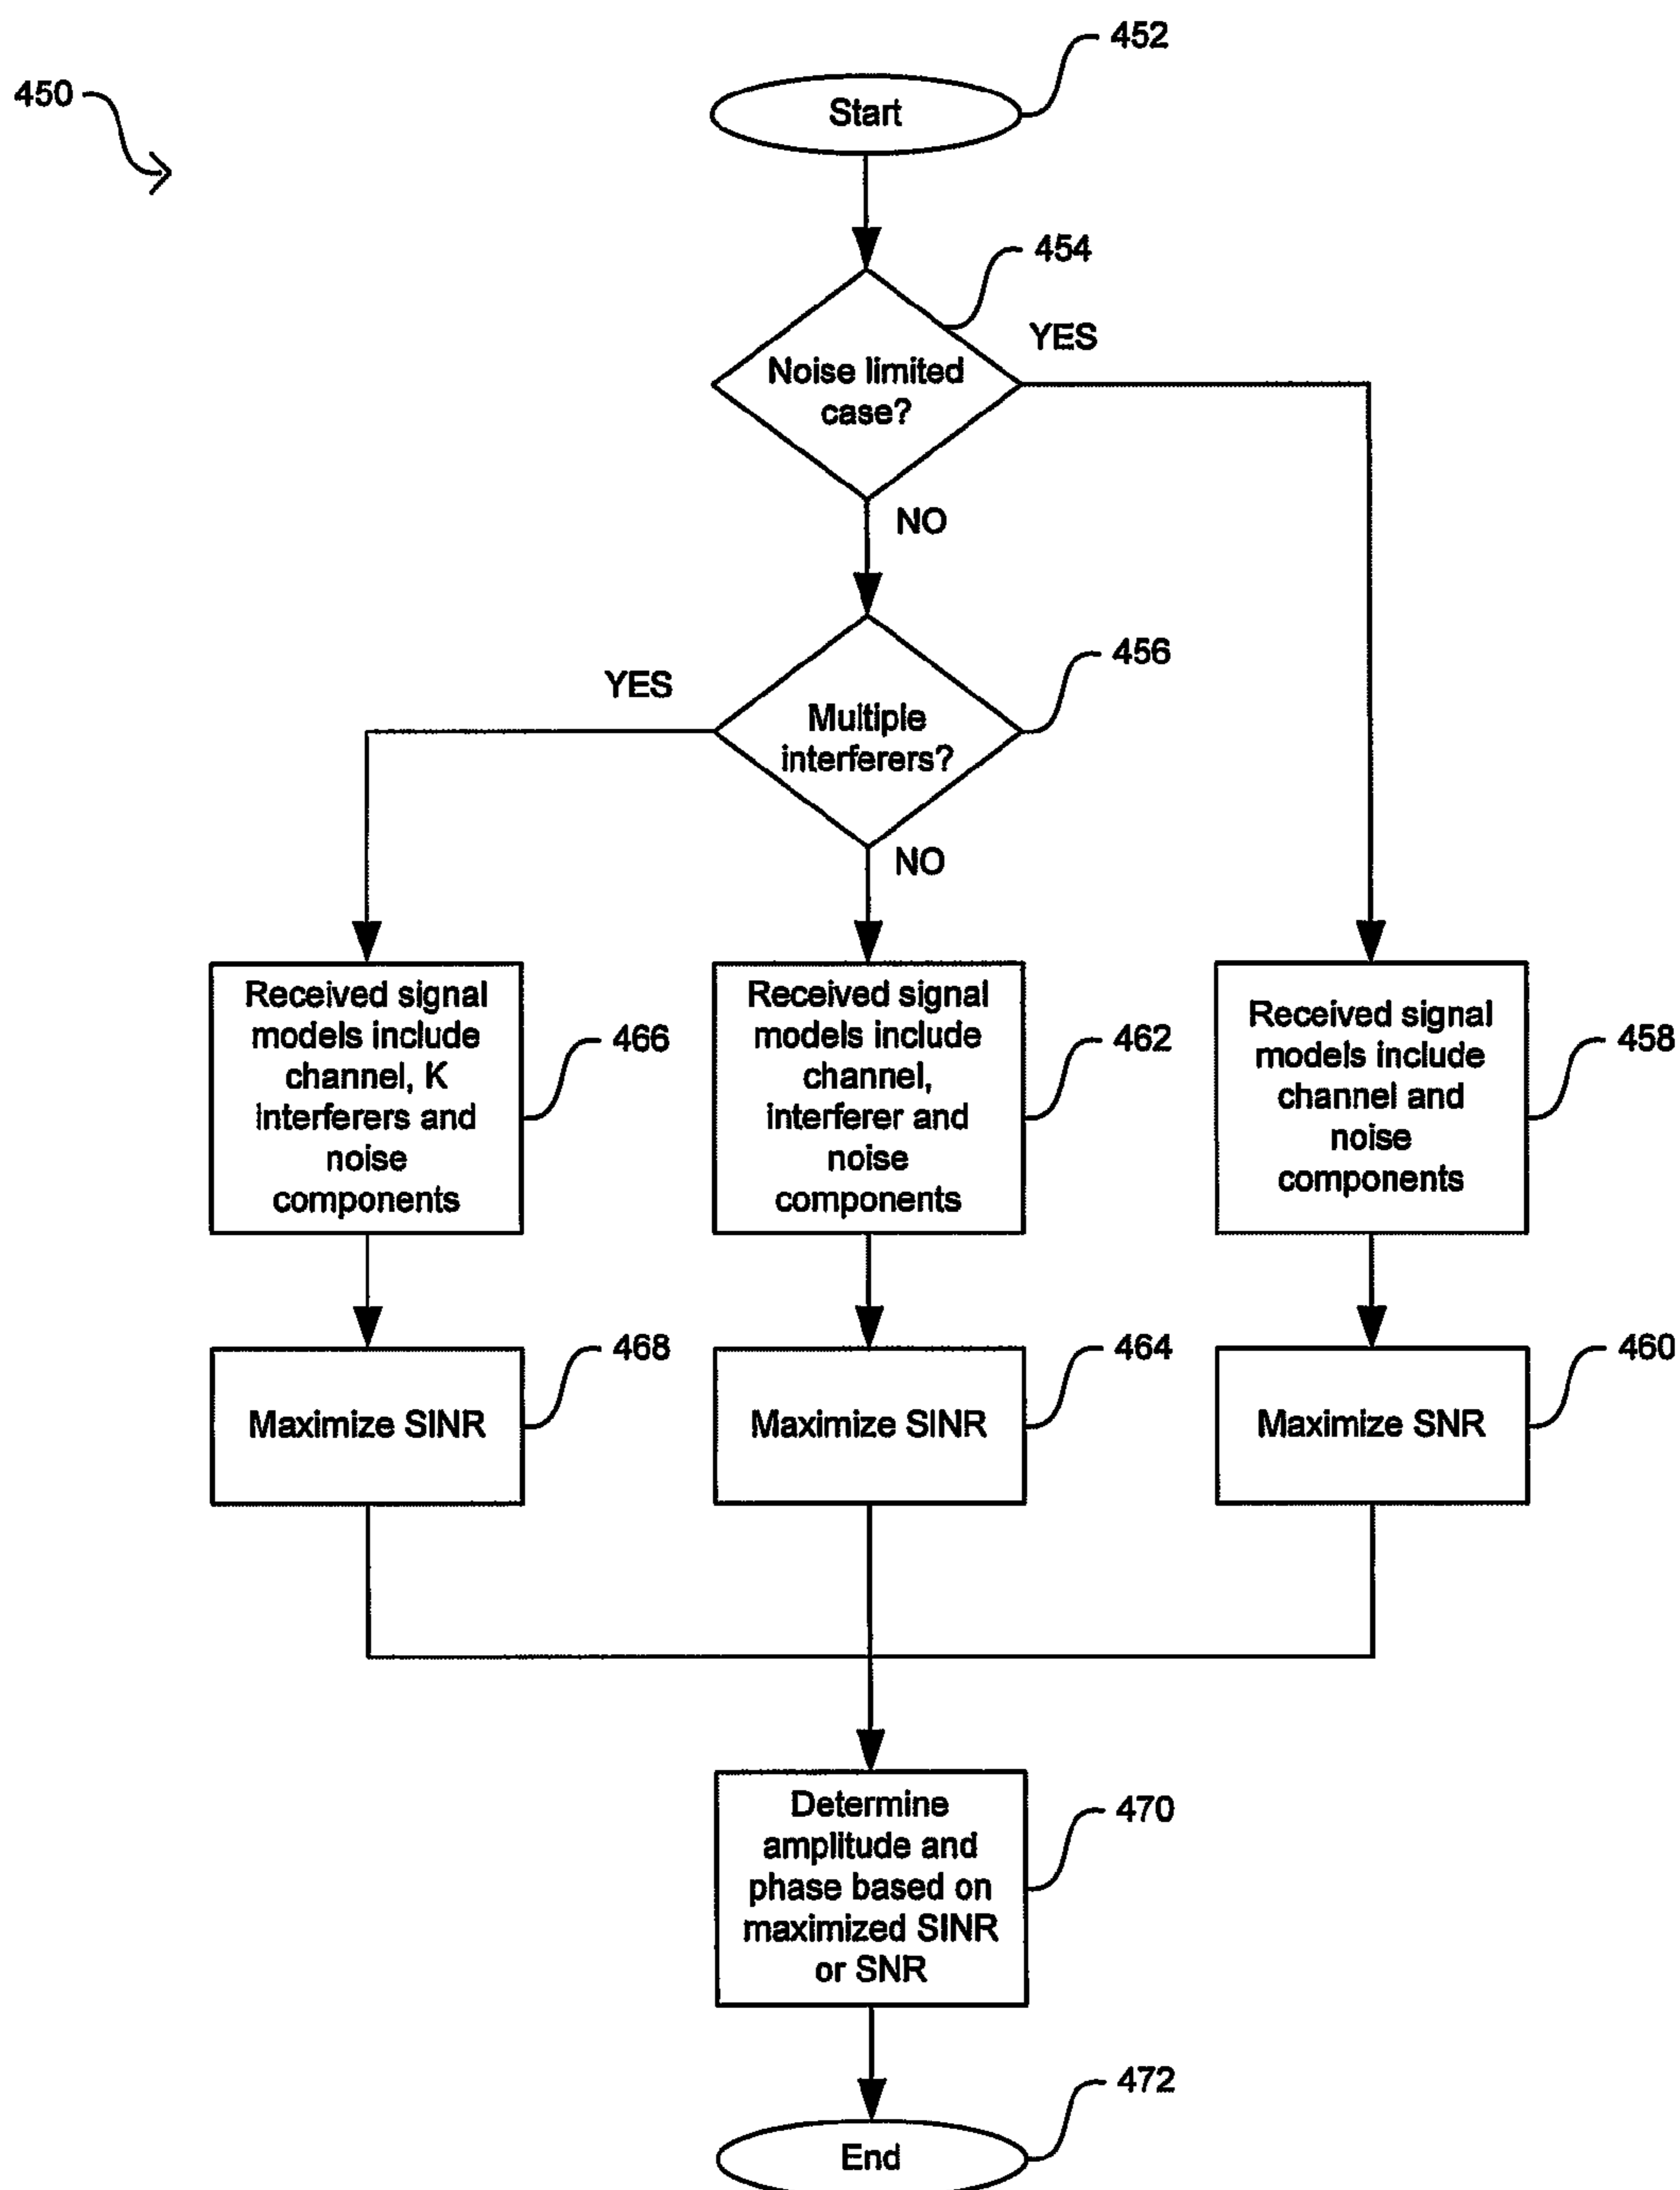 452
450
Start
454
YES
Noise limited
case?
NO
456
YES
Multiple
interferers?
NO
Received signal
models include
channel, K
interferers and
noise
components
466
Received signal
models include
channel,
interferer and
noise
components
462
Received signal
models include
channel and
noise
components
458
468
464
460
Maximize SINR
Maximize SINR
Maximize SNR
Determine
amplitude and
phase based on
maximized SINR
or SNR
470
472
End